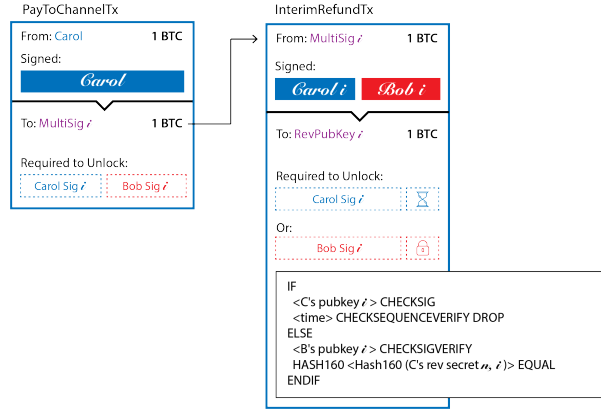 PayToChannelTx
From: Carol 1 BTC
Signed:
Carol
To: MultiSig i 1 BTC
Required to Unlock:
Carol Sig i Bob Sig i
InterimRefundTx
From: MultiSig i 1 BTC
Signed:
Carol i Bob i
To: RevPubKey i 1 BTC
Required to Unlock:
Carol Sig i
Or:
Bob Sig i
IF
<C's pubkey i > CHECKSIG
<time> CHECKSEQUENCEVERIFY DROP
ELSE
<B's pubkey i > CHECKSIGVERIFY
HASH160 <Hash160 (C's rev secret n, i )> EQUAL
ENDIF